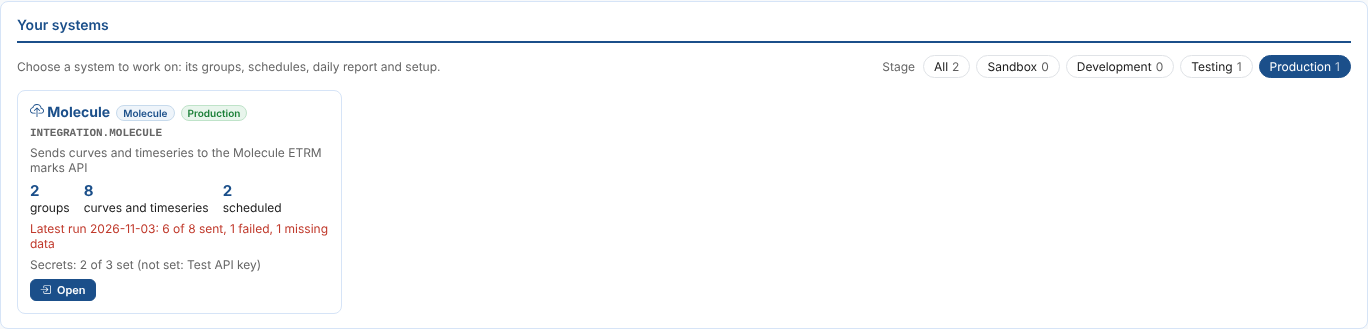 Your systems
Choose a system to work on: its groups, schedules, daily report and setup.
Stage All 2 Sandbox 0 Development 0 Testing 1 Production 1
Molecule Molecule Production
INTEGRATION.MOLECULE
Sends curves and timeseries to the Molecule ETRM
marks API
2 8 2
groups curves and timeseries scheduled
Latest run 2026-11-03: 6 of 8 sent, 1 failed, 1 missing
data
Secrets: 2 of 3 set (not set: Test API key)
Open